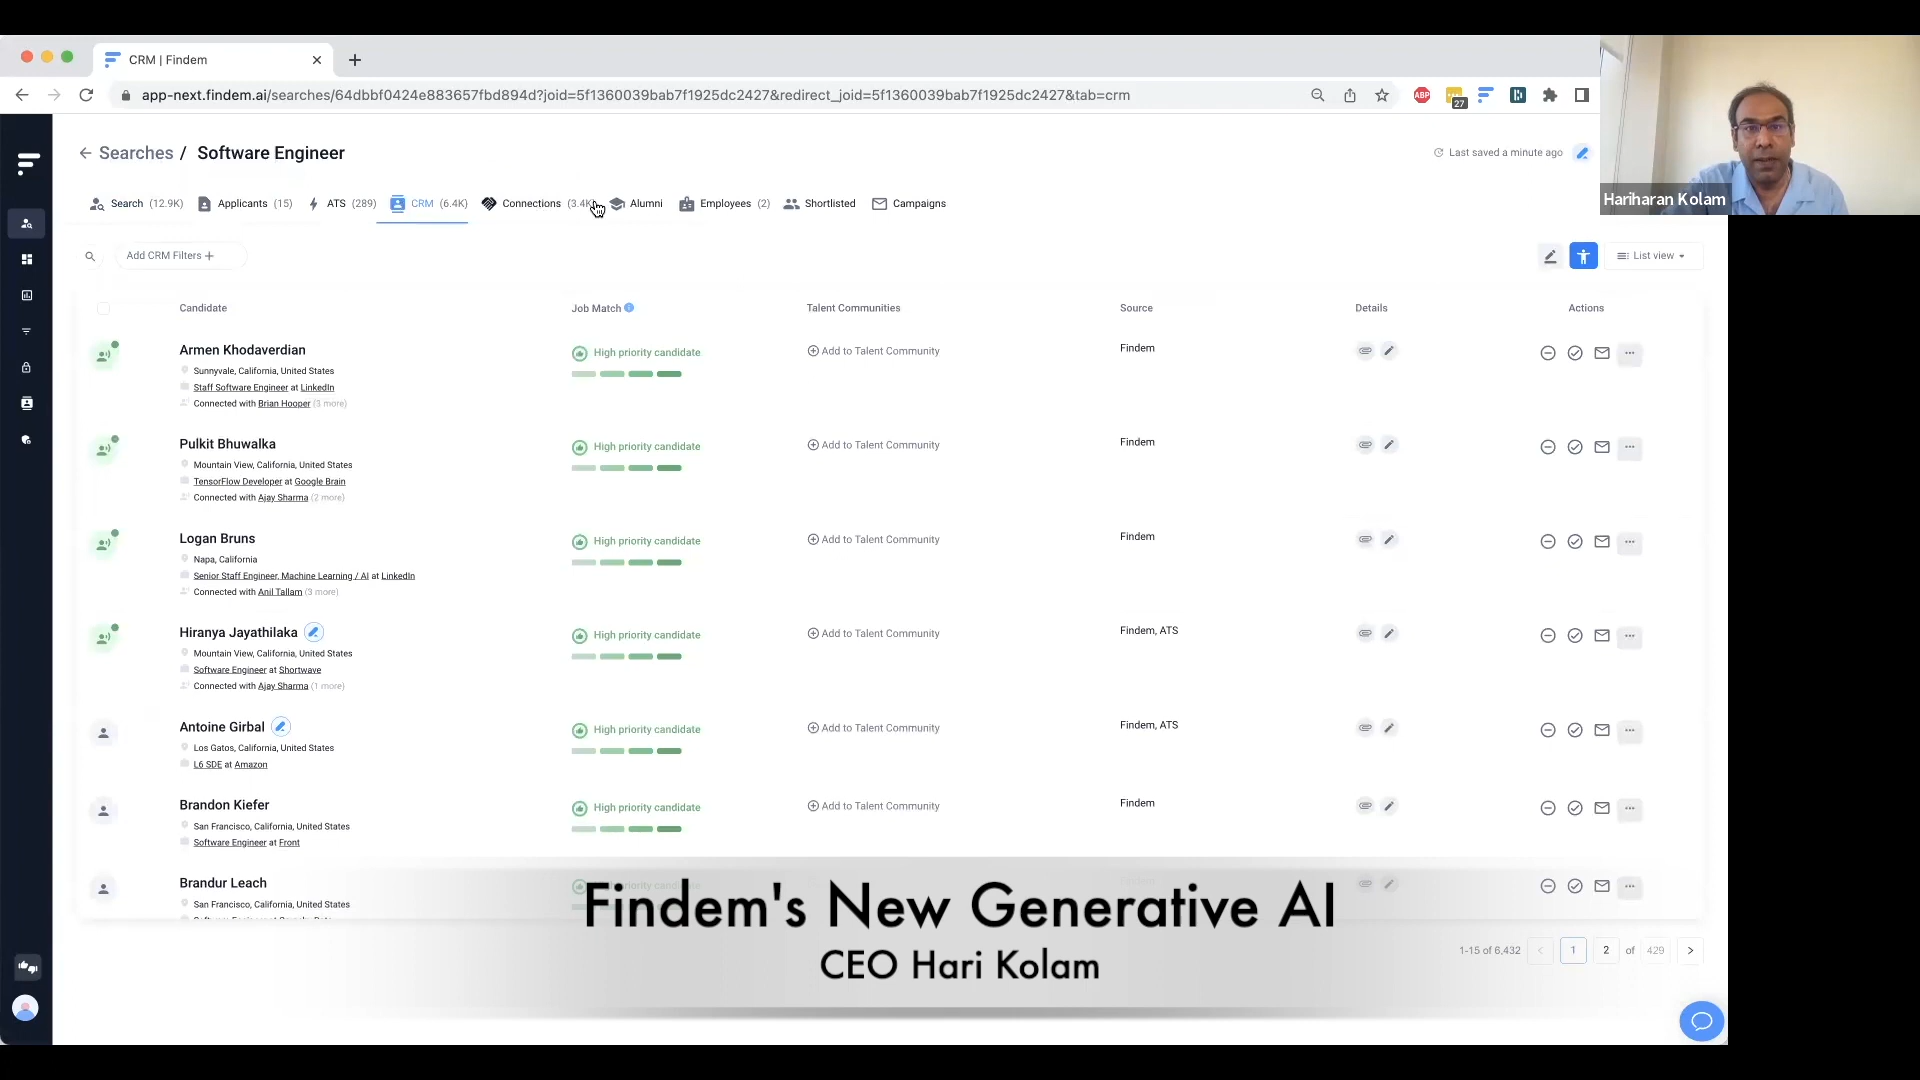 CRM | Findem
app-next.findem.ai/searches/64dbbf0424e883657fbd894d?joid=5f1360039bab7f1925dc2427&redirect_joid=5f1360039bab7f1925dc2427&tab=crm
ABP
27
Hariharan Kolam
Searches / Software Engineer
Last saved a minute ago
Search (12.9K) Applicants (15) ATS (289) CRM (6.4K) Connections (3.4K) Alumni Employees (2) Shortlisted Campaigns
Add CRM Filters +
List view
Candidate Job Match Talent Communities Source Details Actions
Armen Khodaverdian
Sunnyvale, California, United States
Staff Software Engineer at LinkedIn
Connected with Brian Hooper (3 more)
High priority candidate
Add to Talent Community
Findem
Pulkit Bhuwalka
Mountain View, California, United States
TensorFlow Developer at Google Brain
Connected with Ajay Sharma (2 more)
High priority candidate
Add to Talent Community
Findem
Logan Bruns
Napa, California
Senior Staff Engineer, Machine Learning / AI at LinkedIn
Connected with Anil Tallam (3 more)
High priority candidate
Add to Talent Community
Findem
Hiranya Jayathilaka
Mountain View, California, United States
Software Engineer at Shortwave
Connected with Ajay Sharma (1 more)
High priority candidate
Add to Talent Community
Findem, ATS
Antoine Girbal
Los Gatos, California, United States
L6 SDE at Amazon
High priority candidate
Add to Talent Community
Findem, ATS
Brandon Kiefer
San Francisco, California, United States
Software Engineer at Front
High priority candidate
Add to Talent Community
Findem
Brandur Leach
San Francisco, California, United States
Findem's New Generative AI
CEO Hari Kolam
1-15 of 6,432 1 2 of 429